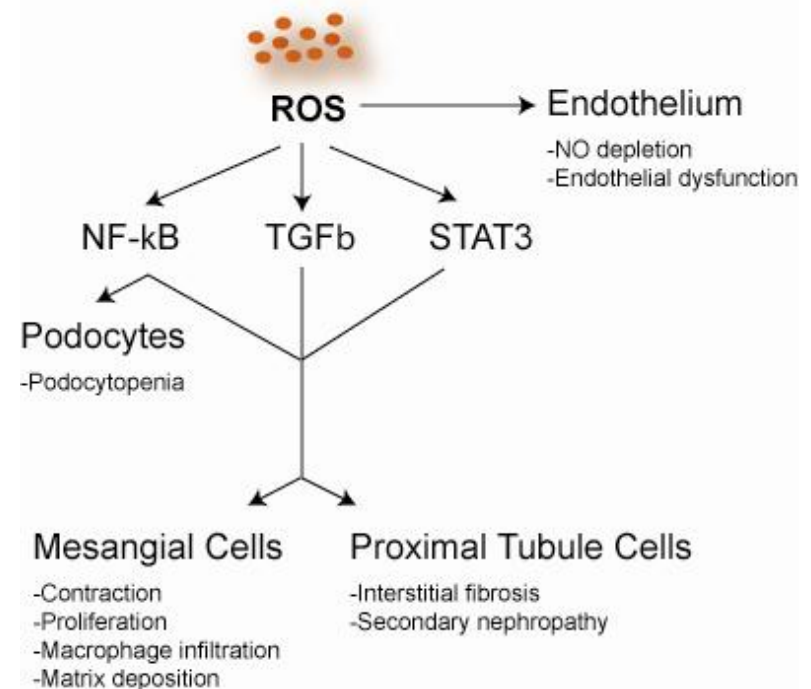 ROS
Endothelium
-NO depletion
-Endothelial dysfunction
NF-kB
TGFb
STAT3
Podocytes
-Podocytopenia
Mesangial Cells
-Contraction
-Proliferation
-Macrophage infiltration
-Matrix deposition
Proximal Tubule Cells
-Interstitial fibrosis
-Secondary nephropathy